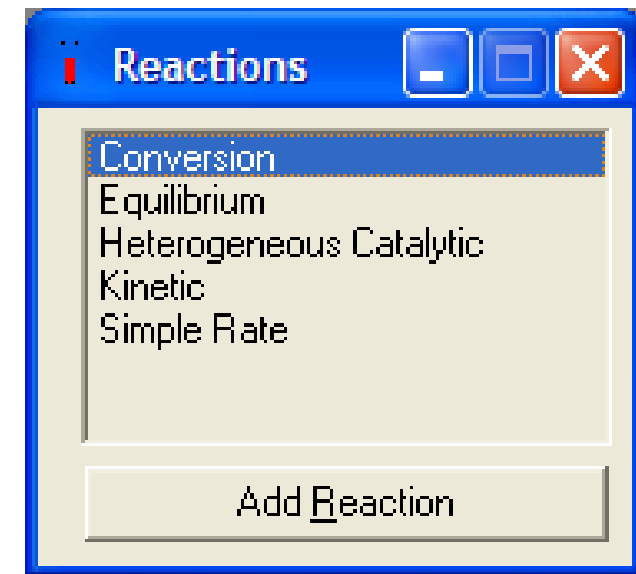 Reactions
Conversion
Equilibrium
Heterogeneous Catalytic
Kinetic
Simple Rate
Add Reaction